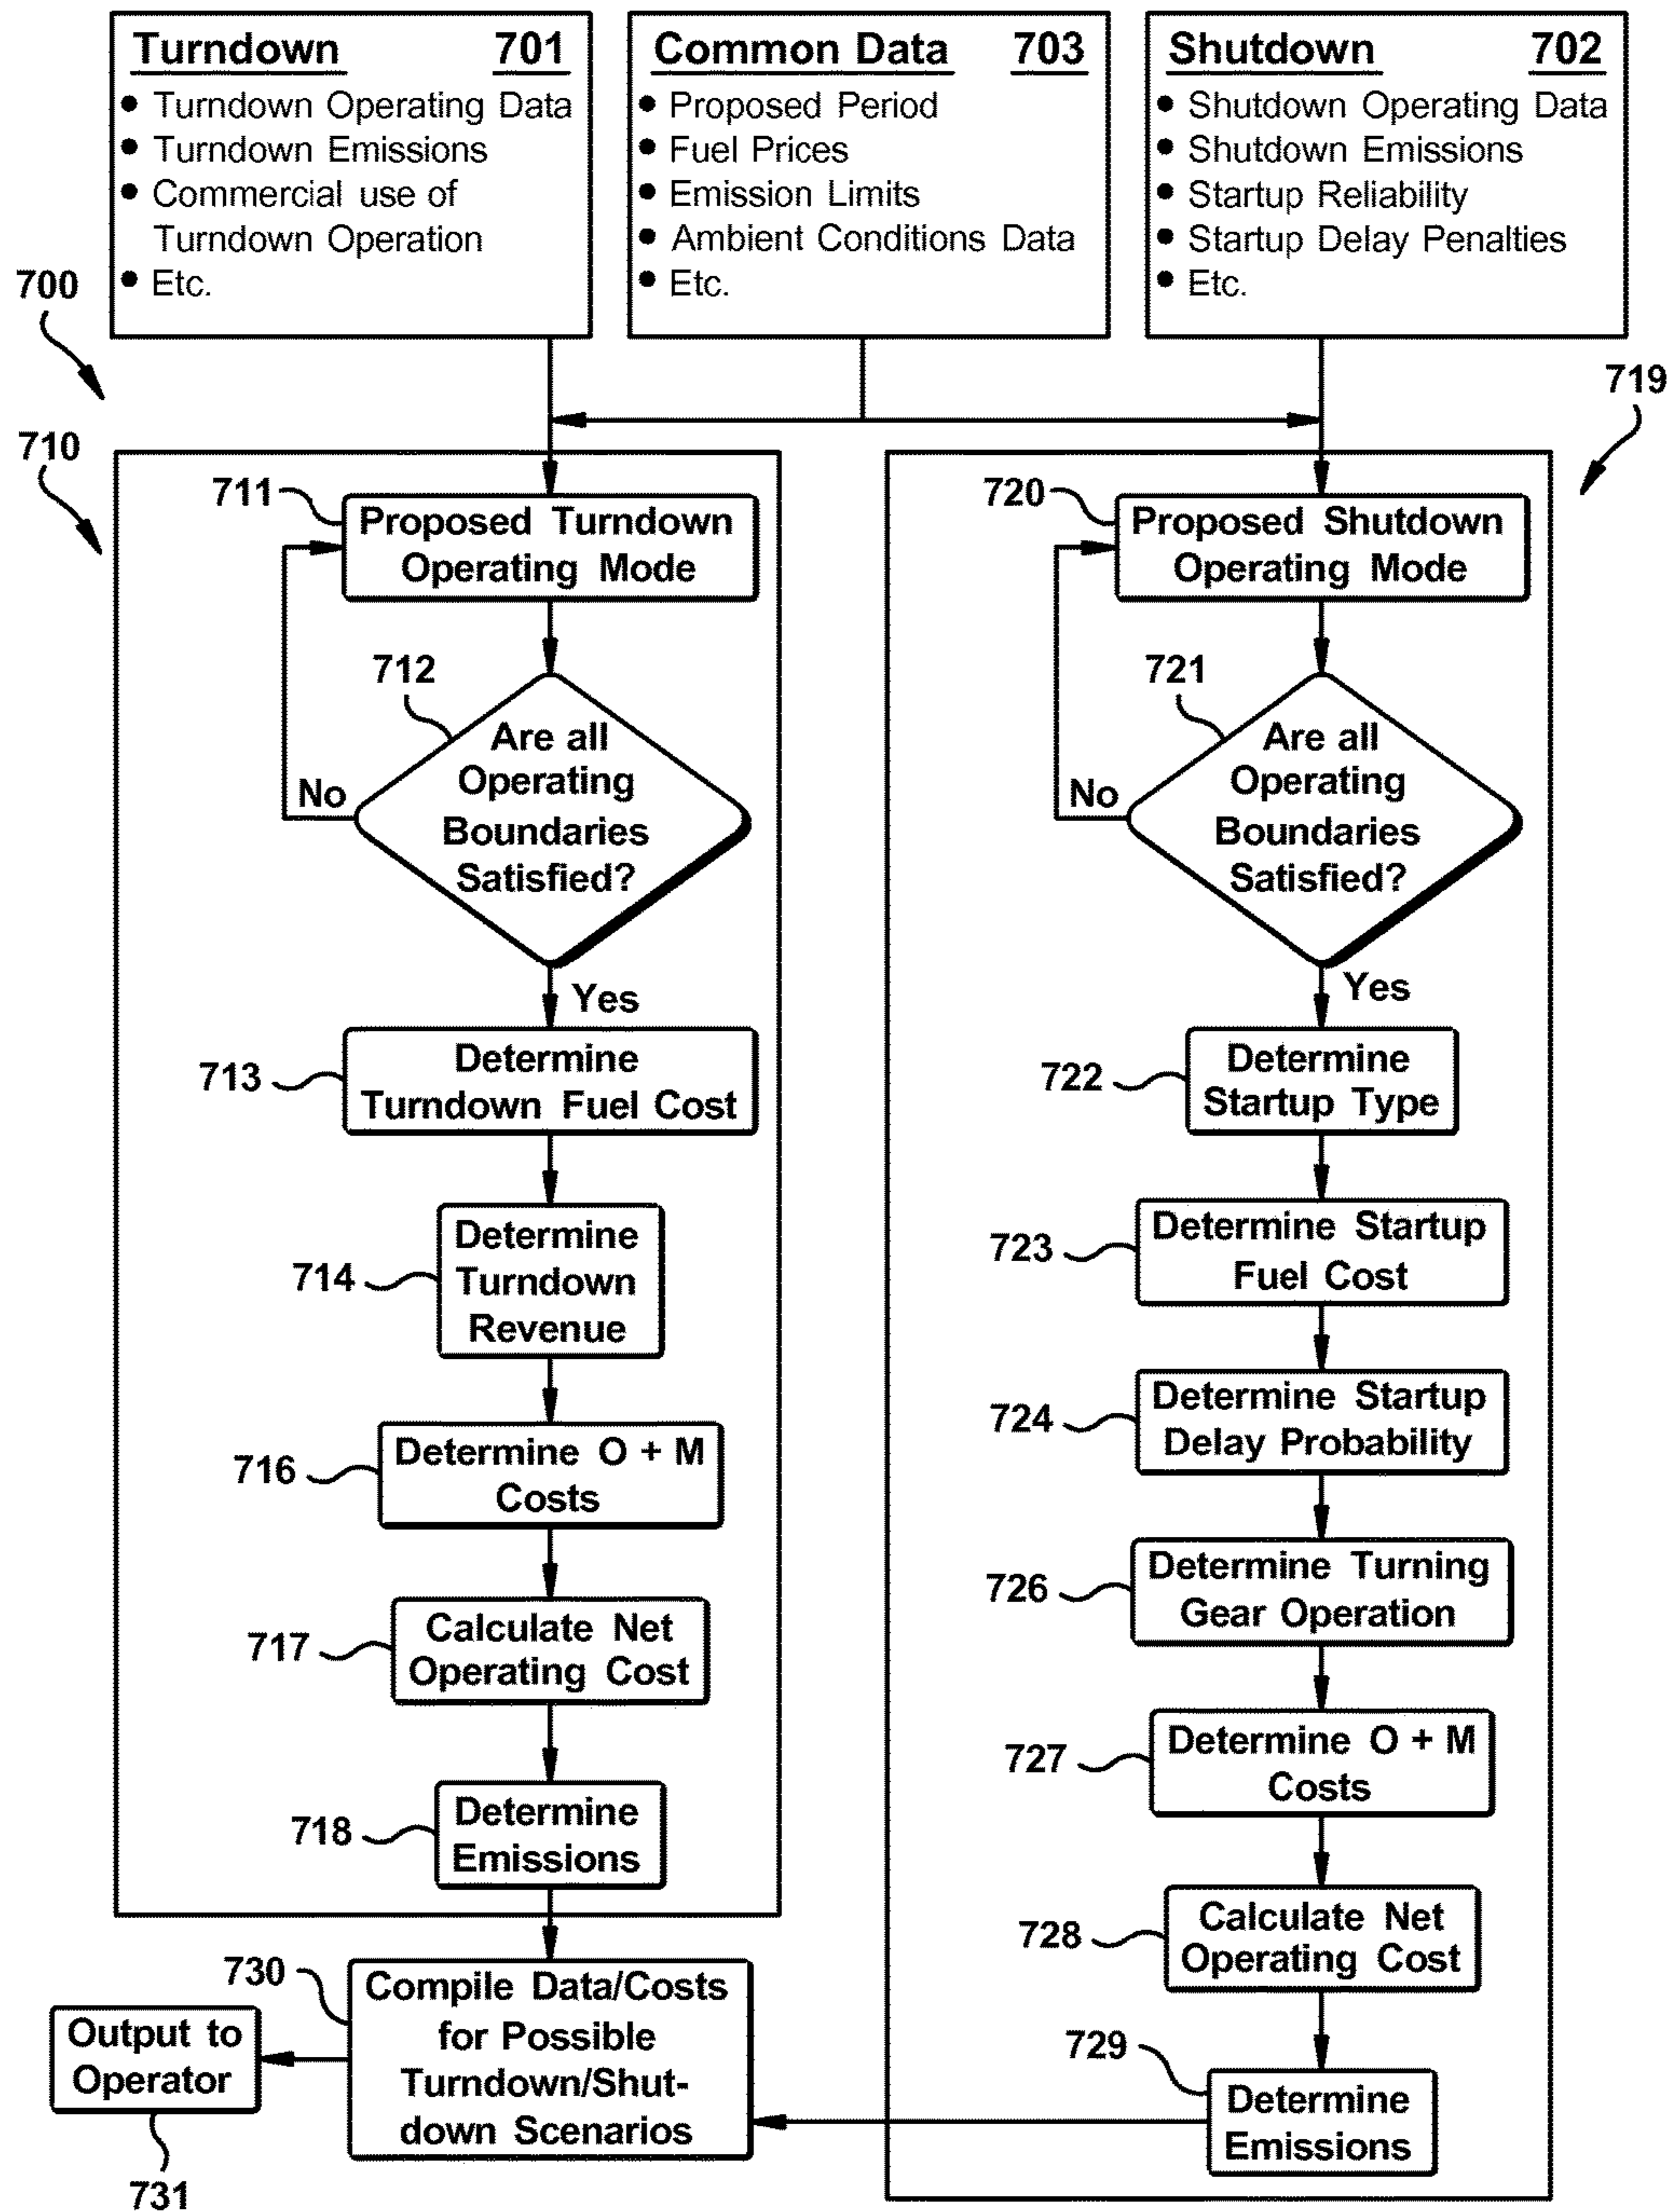 Turndown 701
• Turndown Operating Data
• Turndown Emissions
• Commercial use of
Turndown Operation
• Etc.
Common Data 703
• Proposed Period
• Fuel Prices
• Emission Limits
• Ambient Conditions Data
• Etc.
Shutdown 702
• Shutdown Operating Data
• Shutdown Emissions
• Startup Reliability
• Startup Delay Penalties
• Etc.
700
719
710
711
Proposed Turndown
Operating Mode
712
Are all
Operating
Boundaries
Satisfied?
No
Yes
713
Determine
Turndown Fuel Cost
714
Determine
Turndown
Revenue
716
Determine O + M
Costs
717
Calculate Net
Operating Cost
718
Determine
Emissions
720
Proposed Shutdown
Operating Mode
721
Are all
Operating
Boundaries
Satisfied?
No
Yes
722
Determine
Startup Type
723
Determine Startup
Fuel Cost
724
Determine Startup
Delay Probability
726
Determine Turning
Gear Operation
727
Determine O + M
Costs
728
Calculate Net
Operating Cost
729
Determine
Emissions
730
Compile Data/Costs
for Possible
Turndown/Shut-
down Scenarios
Output to
Operator
731